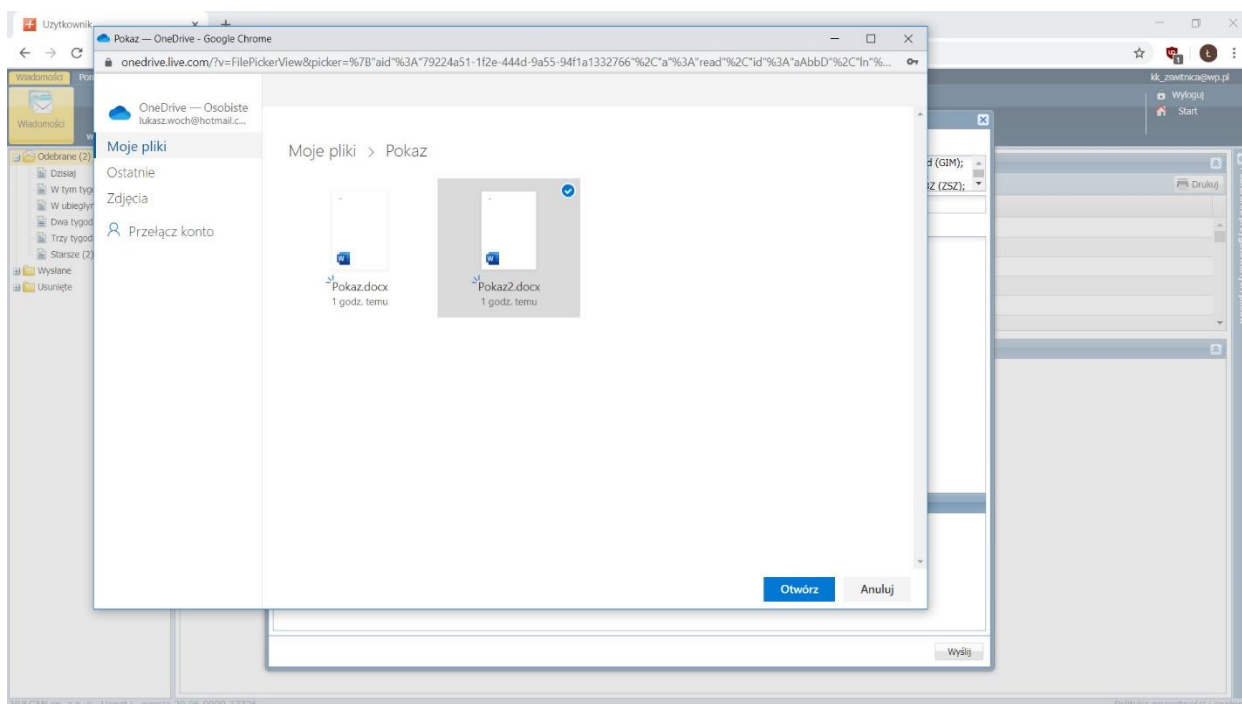 Uzytkownik
Pokaz — OneDrive - Google Chrome
onedrive.live.com/?v=FilePickerView&picker=%7B"aid"%3A"79224a51-1f2e-444d-9a55-94f1a1332766"%2C"a"%3A"read"%2C"id"%3A"aAbbD"%2C"ln"%...
Wiadomości
kk_zswitnica@wp.pl
Wyloguj
Start
Wiadomości
OneDrive — Osobiste
lukasz.woch@hotmail.c...
Moje pliki
Ostatnie
Zdjęcia
Przełącz konto
Moje pliki > Pokaz
Pokaz.docx
1 godz. temu
Pokaz2.docx
1 godz. temu
Otwórz
Anuluj
Odebrane (2)
Dzisiaj
W tym tyg
W ubiegłyn
Dwa tygod
Trzy tygod
Starsze (2)
Wysłane
Usunięte
d (GIM);
BZ (ZSZ);
Drukuj
Wyślij